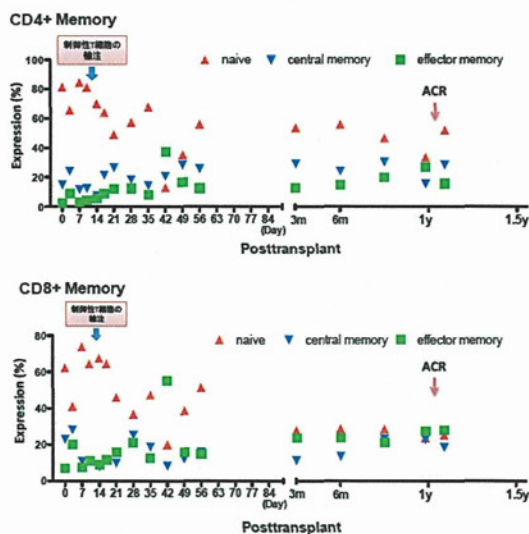 CD4+ Memory
制御性T細胞の
輸注
naive
central memory
effector memory
ACR
Expression (%)
100
80
60
40
20
0
0 7 14 21 28 35 42 49 56 63 70 77 84
(Day)
3m 6m 1y 1.5y
Posttransplant
CD8+ Memory
制御性T細胞の
輸注
naive
central memory
effector memory
ACR
Expression (%)
80
60
40
20
0
0 7 14 21 28 35 42 49 56 63 70 77 84
(Day)
3m 6m 1y 1.5y
Posttransplant